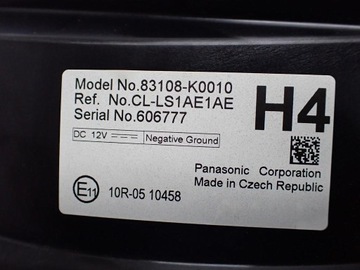 Model No.83108-K0010
Ref. No.CL-LS1AE1AE
Serial No.606777
H4
DC 12V Negative Ground
Panasonic Corporation
Made in Czech Republic
E11 10R-05 10458